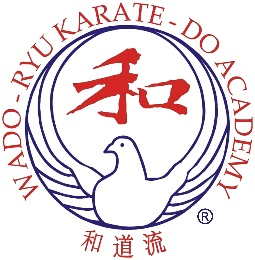 WADO - RYU KARATE - DO ACADEMY
和
®
和道流